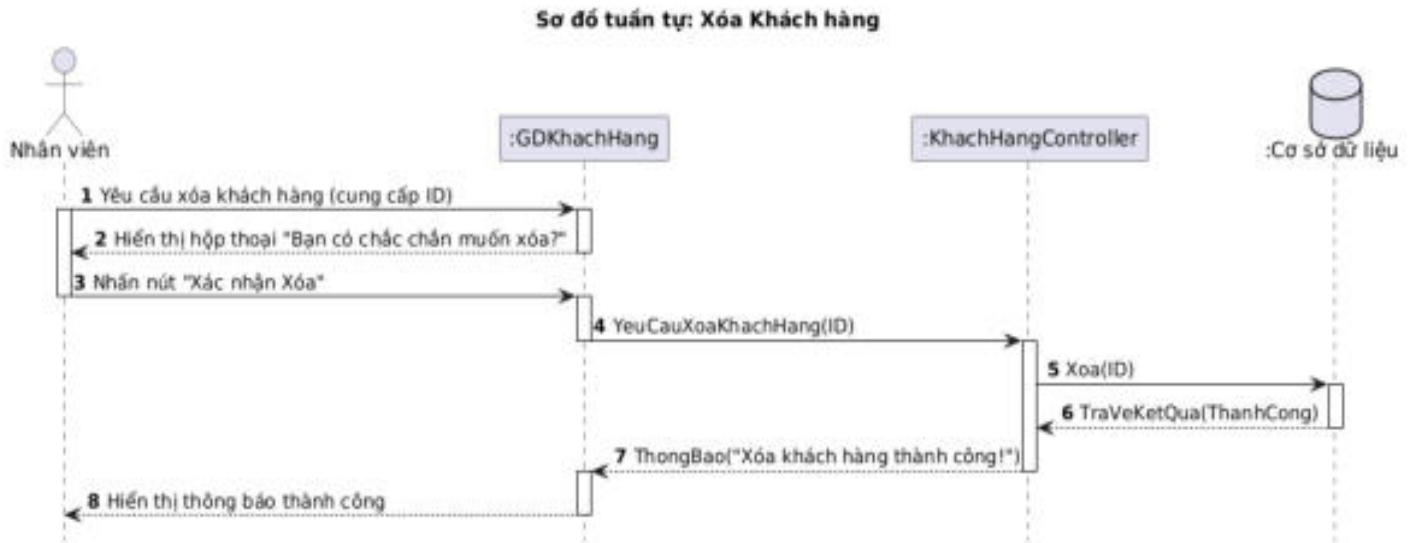 Sơ đồ tuần tự: Xóa Khách hàng
Nhân viên
:GDKhachHang
:KhachHangController
:Cơ sở dữ liệu
1 Yêu cầu xóa khách hàng (cung cấp ID)
2 Hiển thị hộp thoại "Bạn có chắc chắn muốn xóa?"
3 Nhấn nút "Xác nhận Xóa"
4 YeuCauXoaKhachHang(ID)
5 Xoa(ID)
6 TraVeKetQua(ThanhCong)
7 ThongBao("Xóa khách hàng thành công!")
8 Hiển thị thông báo thành công